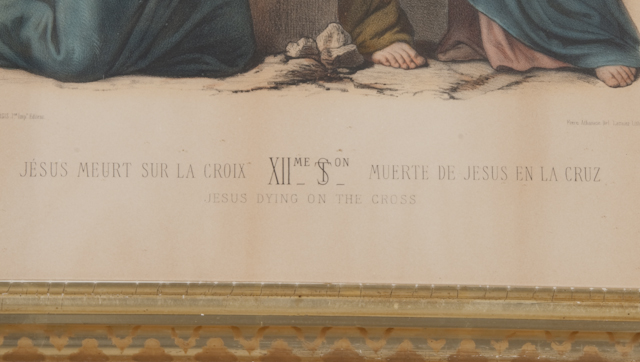 JÉSUS MEURT SUR LA CROIX XII ME STON MUERTE DE JESUS EN LA CRUZ
JESUS DYING ON THE CROSS